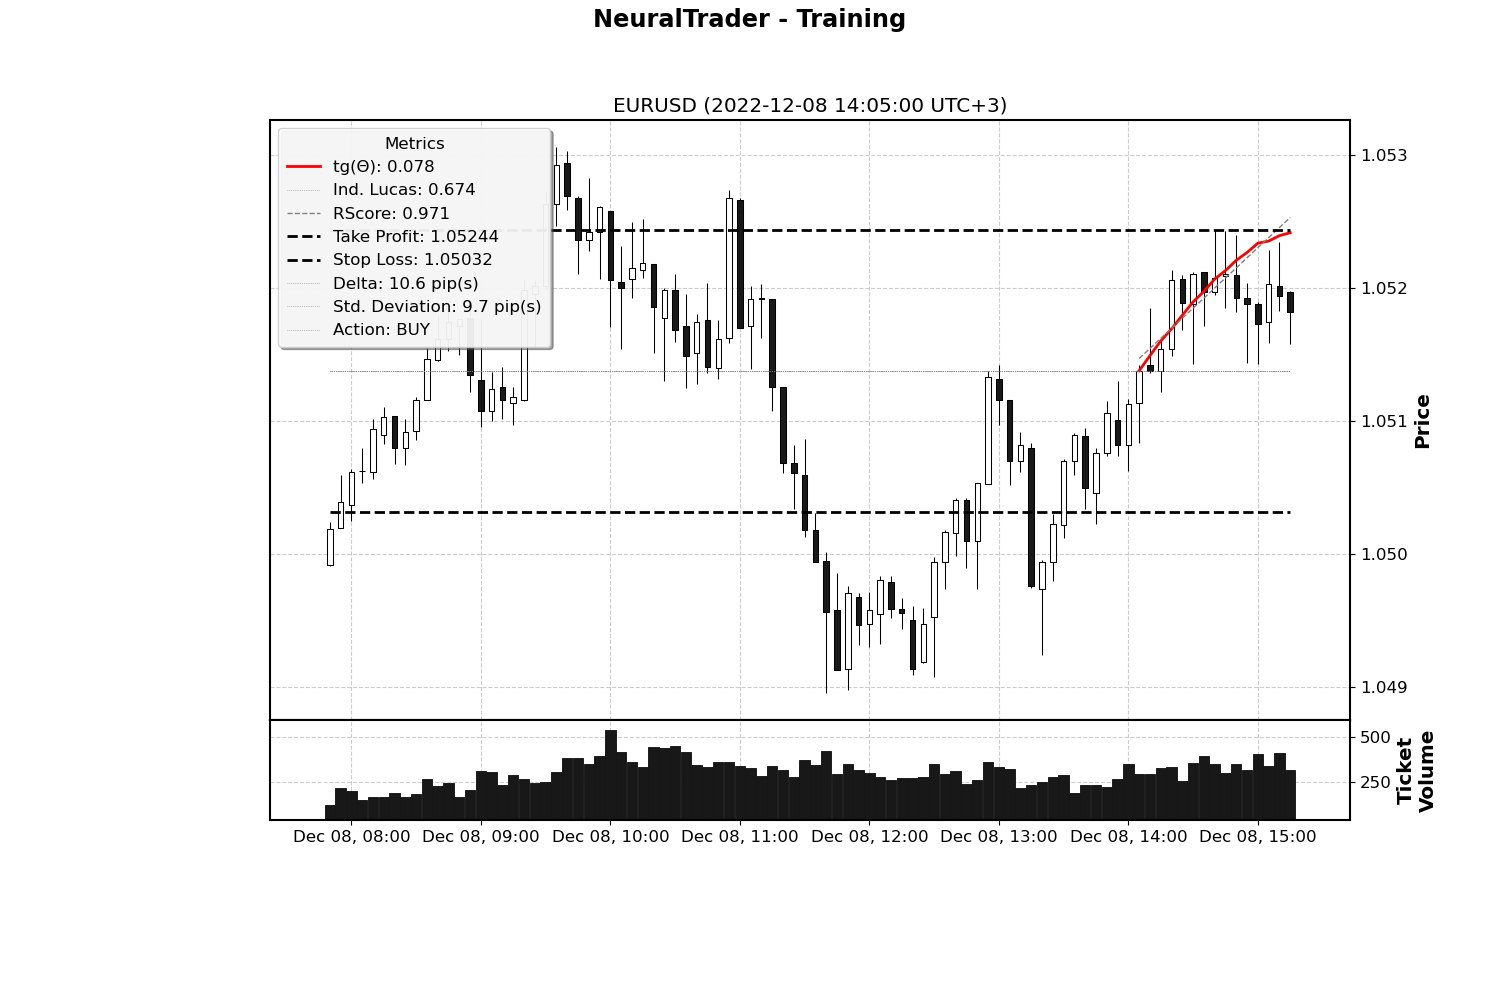 NeuralTrader - Training
EURUSD (2022-12-08 14:05:00 UTC+3)
Metrics
tg(Θ): 0.078
Ind. Lucas: 0.674
RScore: 0.971
Take Profit: 1.05244
Stop Loss: 1.05032
Delta: 10.6 pip(s)
Std. Deviation: 9.7 pip(s)
Action: BUY
1.053
1.052
1.051
1.050
1.049
Price
500
250
Ticket
Volume
Dec 08, 08:00 Dec 08, 09:00 Dec 08, 10:00 Dec 08, 11:00 Dec 08, 12:00 Dec 08, 13:00 Dec 08, 14:00 Dec 08, 15:00